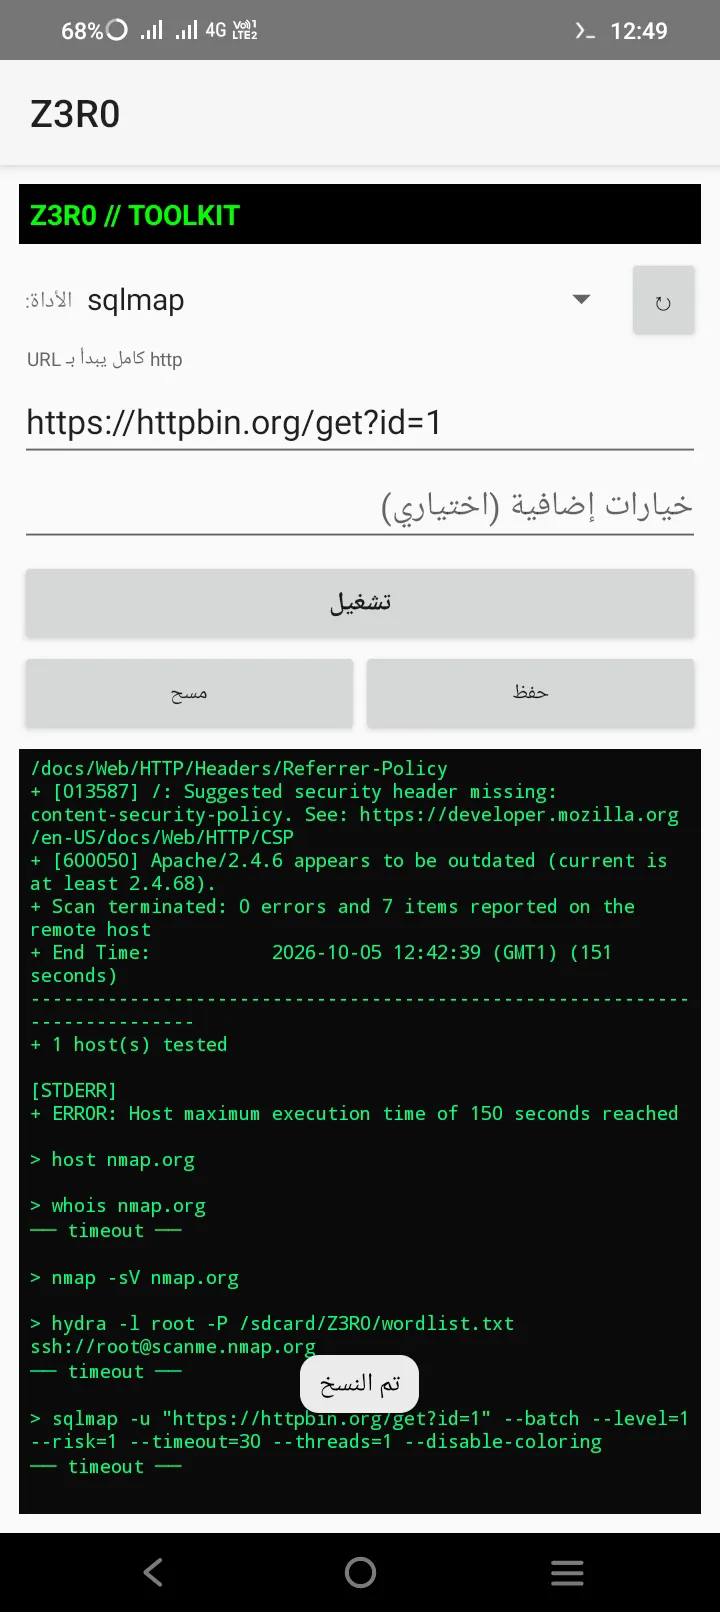 68% 4G Vo)) 1 LTE2 12:49
Z3R0
Z3R0 // TOOLKIT
الأداة: sqlmap
URL كامل يبدأ بـ http
https://httpbin.org/get?id=1
خيارات إضافية (اختياري)
تشغيل
مسح حفظ
/docs/Web/HTTP/Headers/Referrer-Policy
+ [013587] /: Suggested security header missing:
content-security-policy. See: https://developer.mozilla.org
/en-US/docs/Web/HTTP/CSP
+ [600050] Apache/2.4.6 appears to be outdated (current is
at least 2.4.68).
+ Scan terminated: 0 errors and 7 items reported on the
remote host
+ End Time: 2026-10-05 12:42:39 (GMT1) (151
seconds)
---------------------------------------------------------------
---------------
+ 1 host(s) tested
[STDERR]
+ ERROR: Host maximum execution time of 150 seconds reached
> host nmap.org
> whois nmap.org
── timeout ──
> nmap -sV nmap.org
> hydra -l root -P /sdcard/Z3R0/wordlist.txt
ssh://root@scanme.nmap.org
── timeout ──
تم النسخ
> sqlmap -u "https://httpbin.org/get?id=1" --batch --level=1
--risk=1 --timeout=30 --threads=1 --disable-coloring
── timeout ──